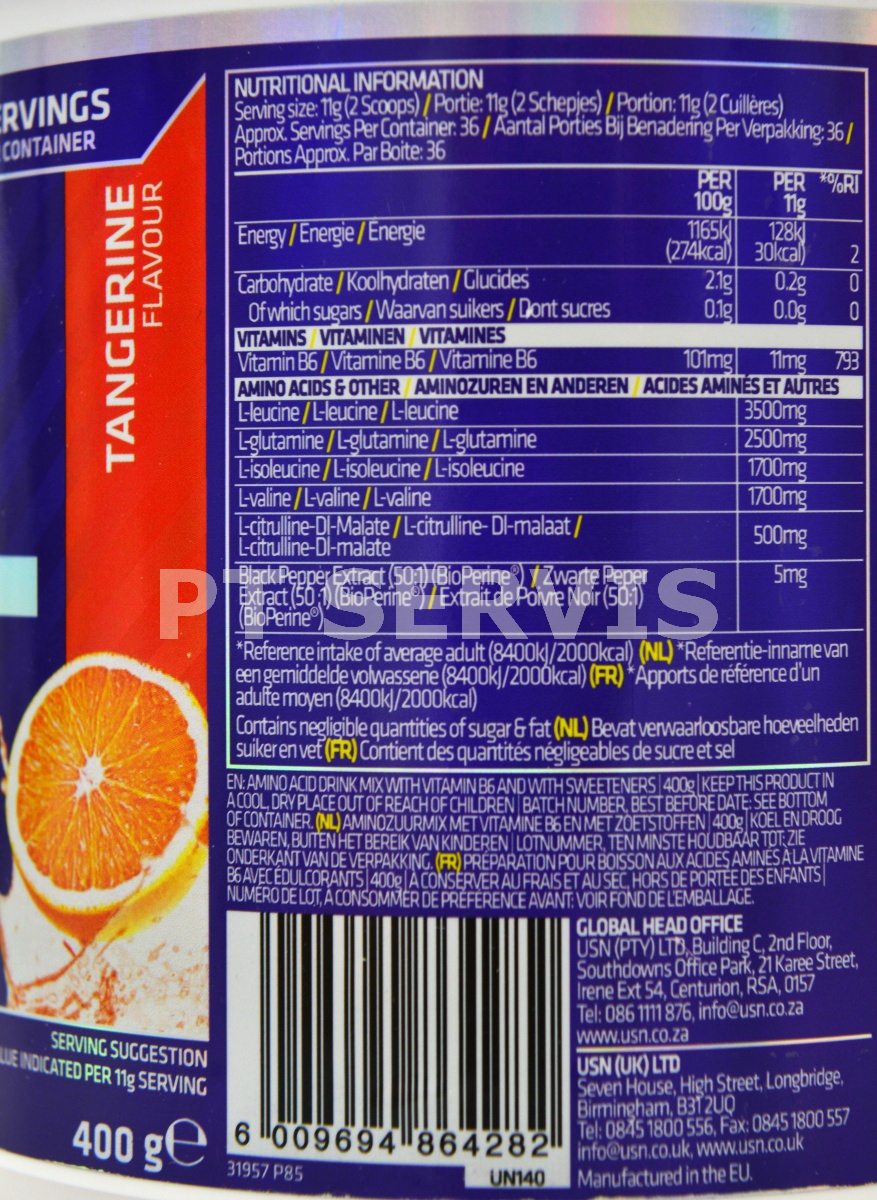 RVINGS
CONTAINER
TANGERINE
FLAVOUR
NUTRITIONAL INFORMATION
Serving size: 11g (2 Scoops) / Portie: 11g (2 Schepjes) / Portion: 11g (2 Cuillères)
Approx. Servings Per Container: 36 / Aantal Porties Bij Benadering Per Verpakking: 36 /
Portions Approx. Par Boite: 36
PER 100g PER 11g *%RI
Energy / Energie / Énergie 1165kJ (274kcal) 128kJ 30kcal) 2
Carbohydrate / Koolhydraten / Glucides 2.1g 0.2g 0
Of which sugars / Waarvan suikers / Dont sucres 0.1g 0.0g 0
VITAMINS / VITAMINEN / VITAMINES
Vitamin B6 / Vitamine B6 / Vitamine B6 101mg 11mg 793
AMINO ACIDS & OTHER / AMINOZUREN EN ANDEREN / ACIDES AMINÉS ET AUTRES
L-leucine / L-leucine / L-leucine 3500mg
L-glutamine / L-glutamine / L-glutamine 2500mg
L-isoleucine / L-isoleucine / L-isoleucine 1700mg
L-valine / L-valine / L-valine 1700mg
L-citrulline-Dl-Malate / L-citrulline- Dl-malaat /
L-citrulline-Dl-malate 500mg
Black Pepper Extract (50:1) (BioPerine®) / Zwarte Peper 5mg
Extract (50:1) (BioPerine®) / Extrait de Poivre Noir (50:1)
(BioPerine®)
PT SERVIS
*Reference intake of average adult (8400kJ/2000kcal) (NL) *Referentie-inname van
een gemiddelde volwassene (8400kJ/2000kcal) (FR) *Apports de référence d'un
adulte moyen (8400kJ/2000kcal)
Contains negligible quantities of sugar & fat (NL) Bevat verwaarloosbare hoeveelheden
suiker en vet (FR) Contient des quantités négligeables de sucre et sel
EN: AMINO ACID DRINK MIX WITH VITAMIN B6 AND WITH SWEETENERS | 400g | KEEP THIS PRODUCT IN
A COOL, DRY PLACE OUT OF REACH OF CHILDREN | BATCH NUMBER, BEST BEFORE DATE: SEE BOTTOM
OF CONTAINER. (NL) AMINOZUURMIX MET VITAMINE B6 EN MET ZOETSTOFFEN | 400g | KOEL EN DROOG
BEWAREN, BUITEN HET BEREIK VAN KINDEREN | LOTNUMMER, TEN MINSTE HOUDBAAR TOT: ZIE
ONDERKANT VAN DE VERPAKKING. (FR) PRÉPARATION POUR BOISSON AUX ACIDES AMINÉS À LA VITAMINE
B6 AVEC ÉDULCORANTS | 400g | À CONSERVER AU FRAIS ET AU SEC, HORS DE PORTÉE DES ENFANTS |
NUMÉRO DE LOT, À CONSOMMER DE PRÉFÉRENCE AVANT: VOIR FOND DE L'EMBALLAGE.
SERVING SUGGESTION
LUE INDICATED PER 11g SERVING
400 g e
6 009694 864282
31957 P85
UN140
GLOBAL HEAD OFFICE
USN (PTY) LTD, Building C, 2nd Floor,
Southdowns Office Park, 21 Karee Street,
Irene Ext 54, Centurion, RSA, 0157
Tel: 086 1111 876, info@usn.co.za
www.usn.co.za
USN (UK) LTD
Seven House, High Street, Longbridge,
Birmingham, B31 2UQ
Tel: 0845 1800 556, Fax: 0845 1800 557
info@usn.co.uk, www.usn.co.uk
Manufactured in the EU.